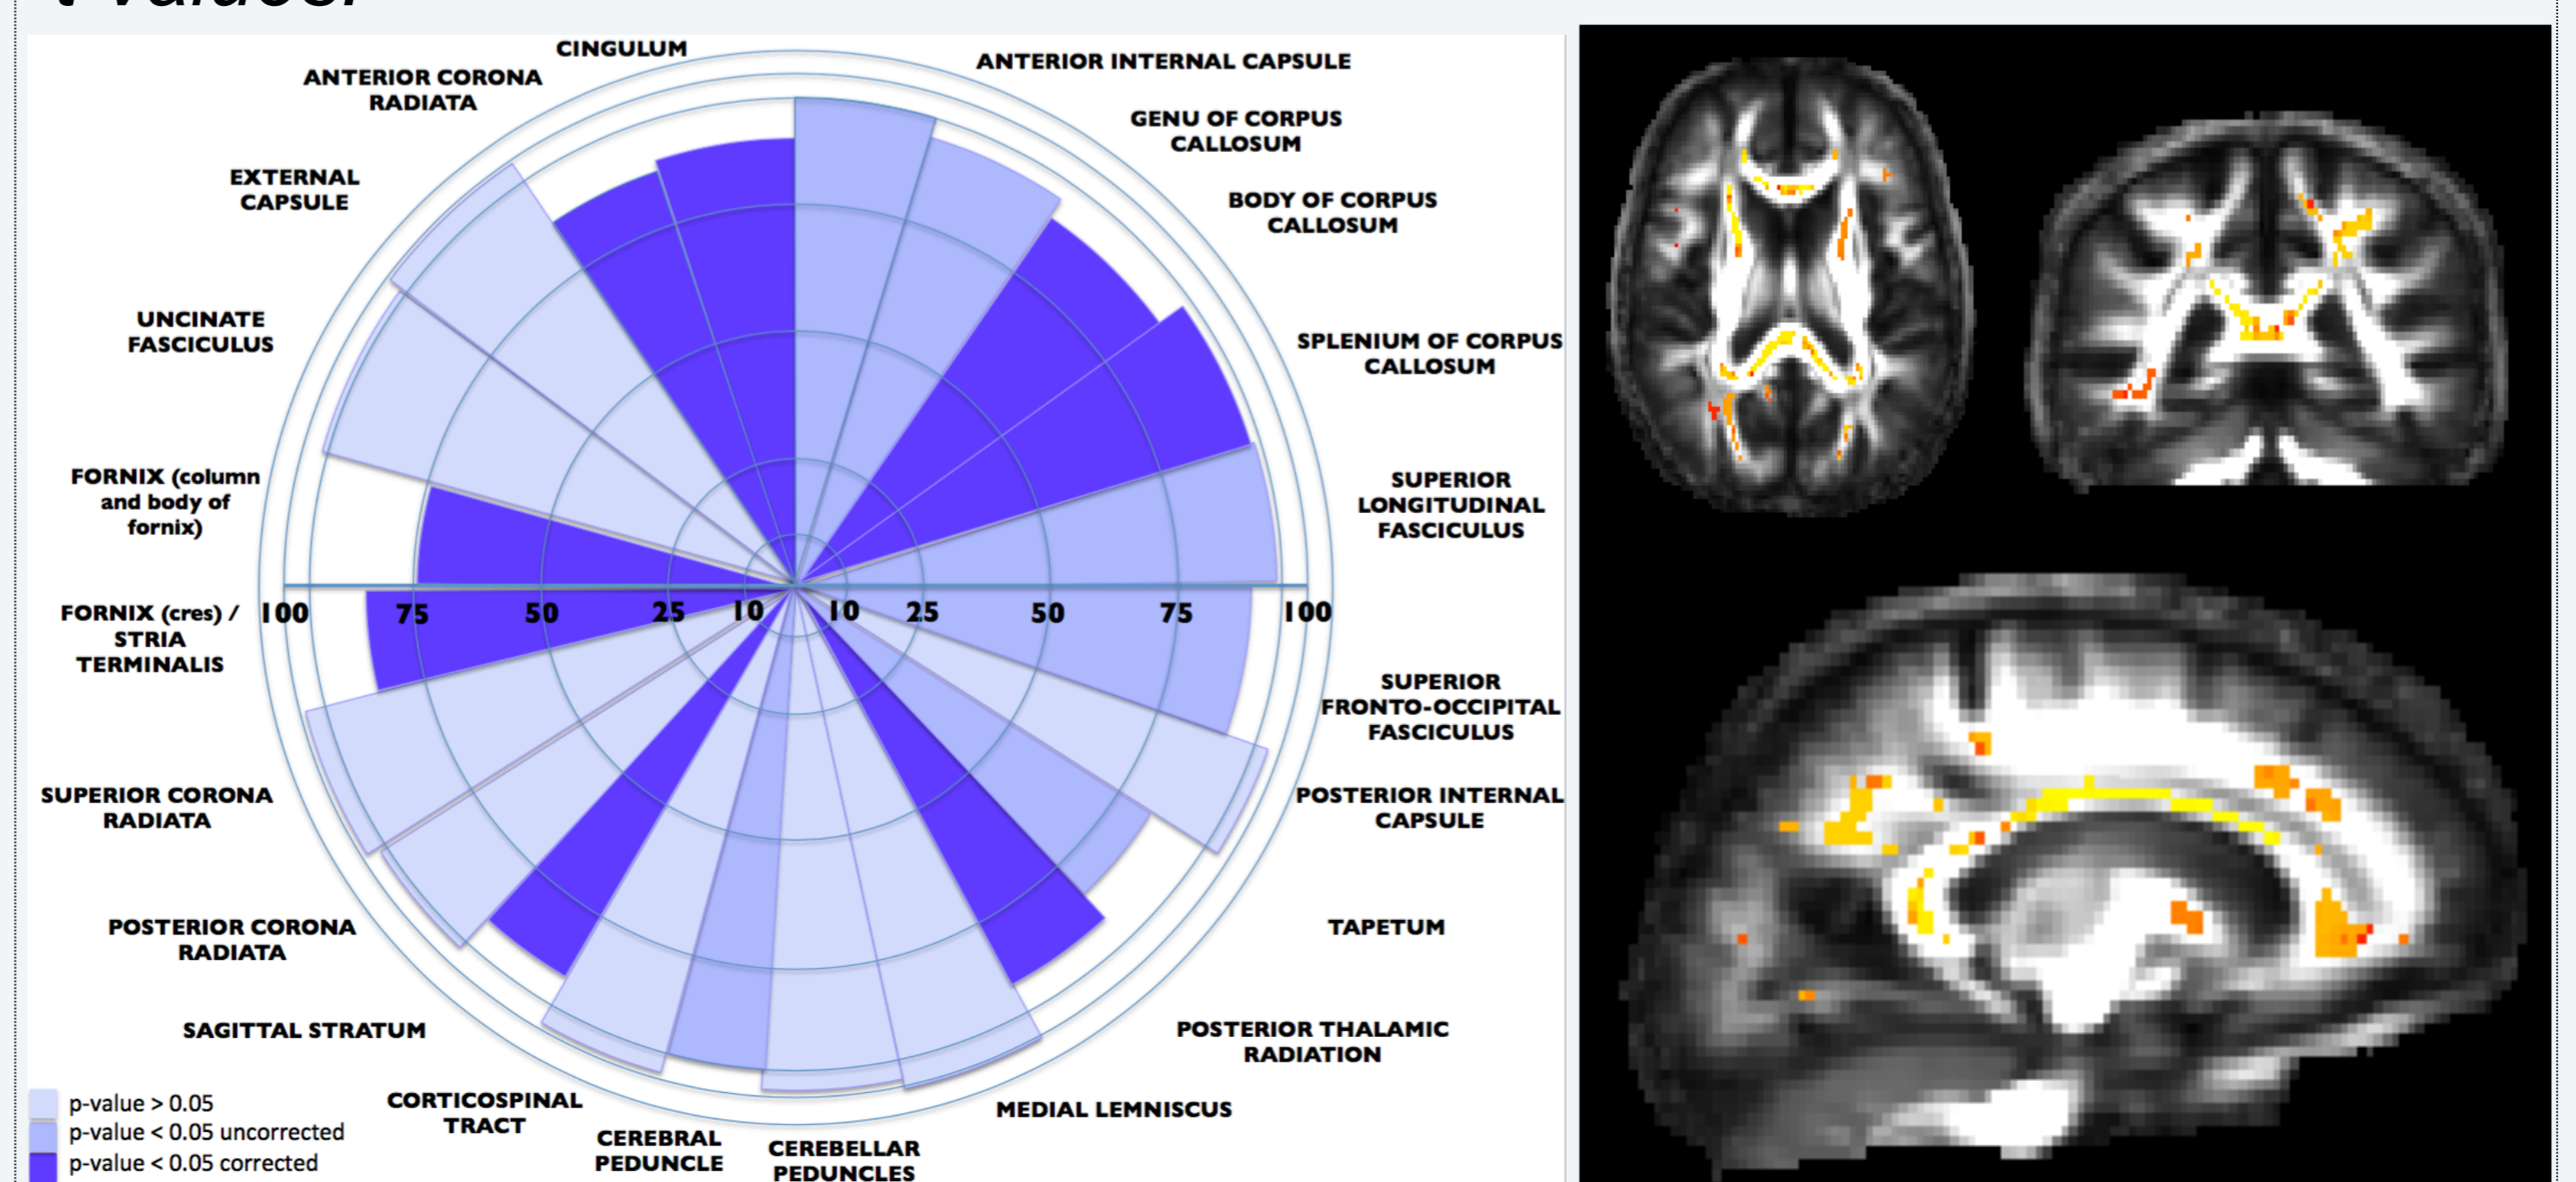 t-values.
CINGULUM
ANTERIOR INTERNAL CAPSULE
ANTERIOR CORONA
RADIATA
GENU OF CORPUS
CALLOSUM
EXTERNAL
CAPSULE
BODY OF CORPUS
CALLOSUM
UNCINATE
FASCICULUS
SPLENIUM OF CORPUS
CALLOSUM
FORNIX (column
and body of
fornix)
SUPERIOR
LONGITUDINAL
FASCICULUS
FORNIX (cres) /
STRIA
TERMINALIS
100 75 50 25 10 10 25 50 75 100
SUPERIOR
FRONTO-OCCIPITAL
FASCICULUS
SUPERIOR CORONA
RADIATA
POSTERIOR INTERNAL
CAPSULE
POSTERIOR CORONA
RADIATA
TAPETUM
SAGITTAL STRATUM
POSTERIOR THALAMIC
RADIATION
CORTICOSPINAL
TRACT
MEDIAL LEMNISCUS
CEREBRAL
PEDUNCLE
CEREBELLAR
PEDUNCLES
p-value > 0.05
p-value < 0.05 uncorrected
p-value < 0.05 corrected